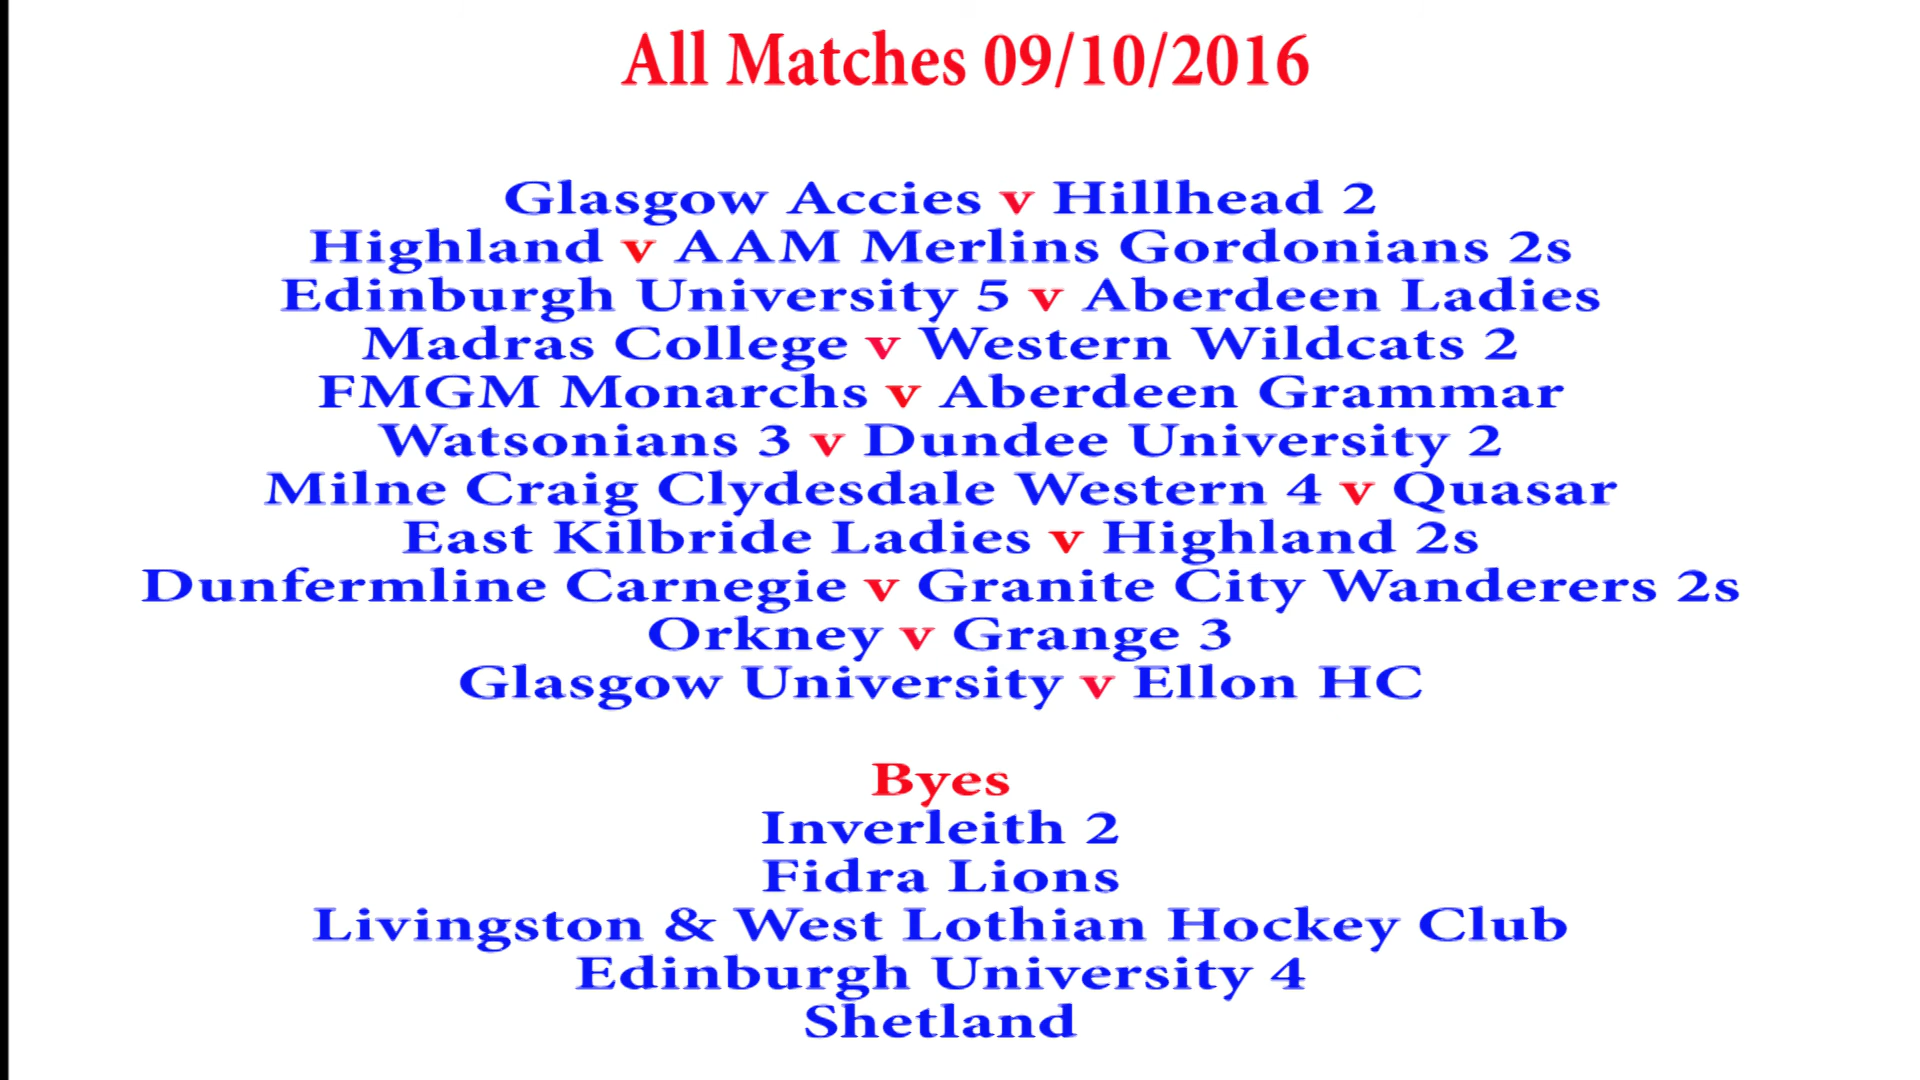 All Matches 09/10/2016
Glasgow Accies v Hillhead 2
Highland v AAM Merlins Gordonians 2s
Edinburgh University 5 v Aberdeen Ladies
Madras College v Western Wildcats 2
FMGM Monarchs v Aberdeen Grammar
Watsonians 3 v Dundee University 2
Milne Craig Clydesdale Western 4 v Quasar
East Kilbride Ladies v Highland 2s
Dunfermline Carnegie v Granite City Wanderers 2s
Orkney v Grange 3
Glasgow University v Ellon HC
Byes
Inverleith 2
Fidra Lions
Livingston & West Lothian Hockey Club
Edinburgh University 4
Shetland